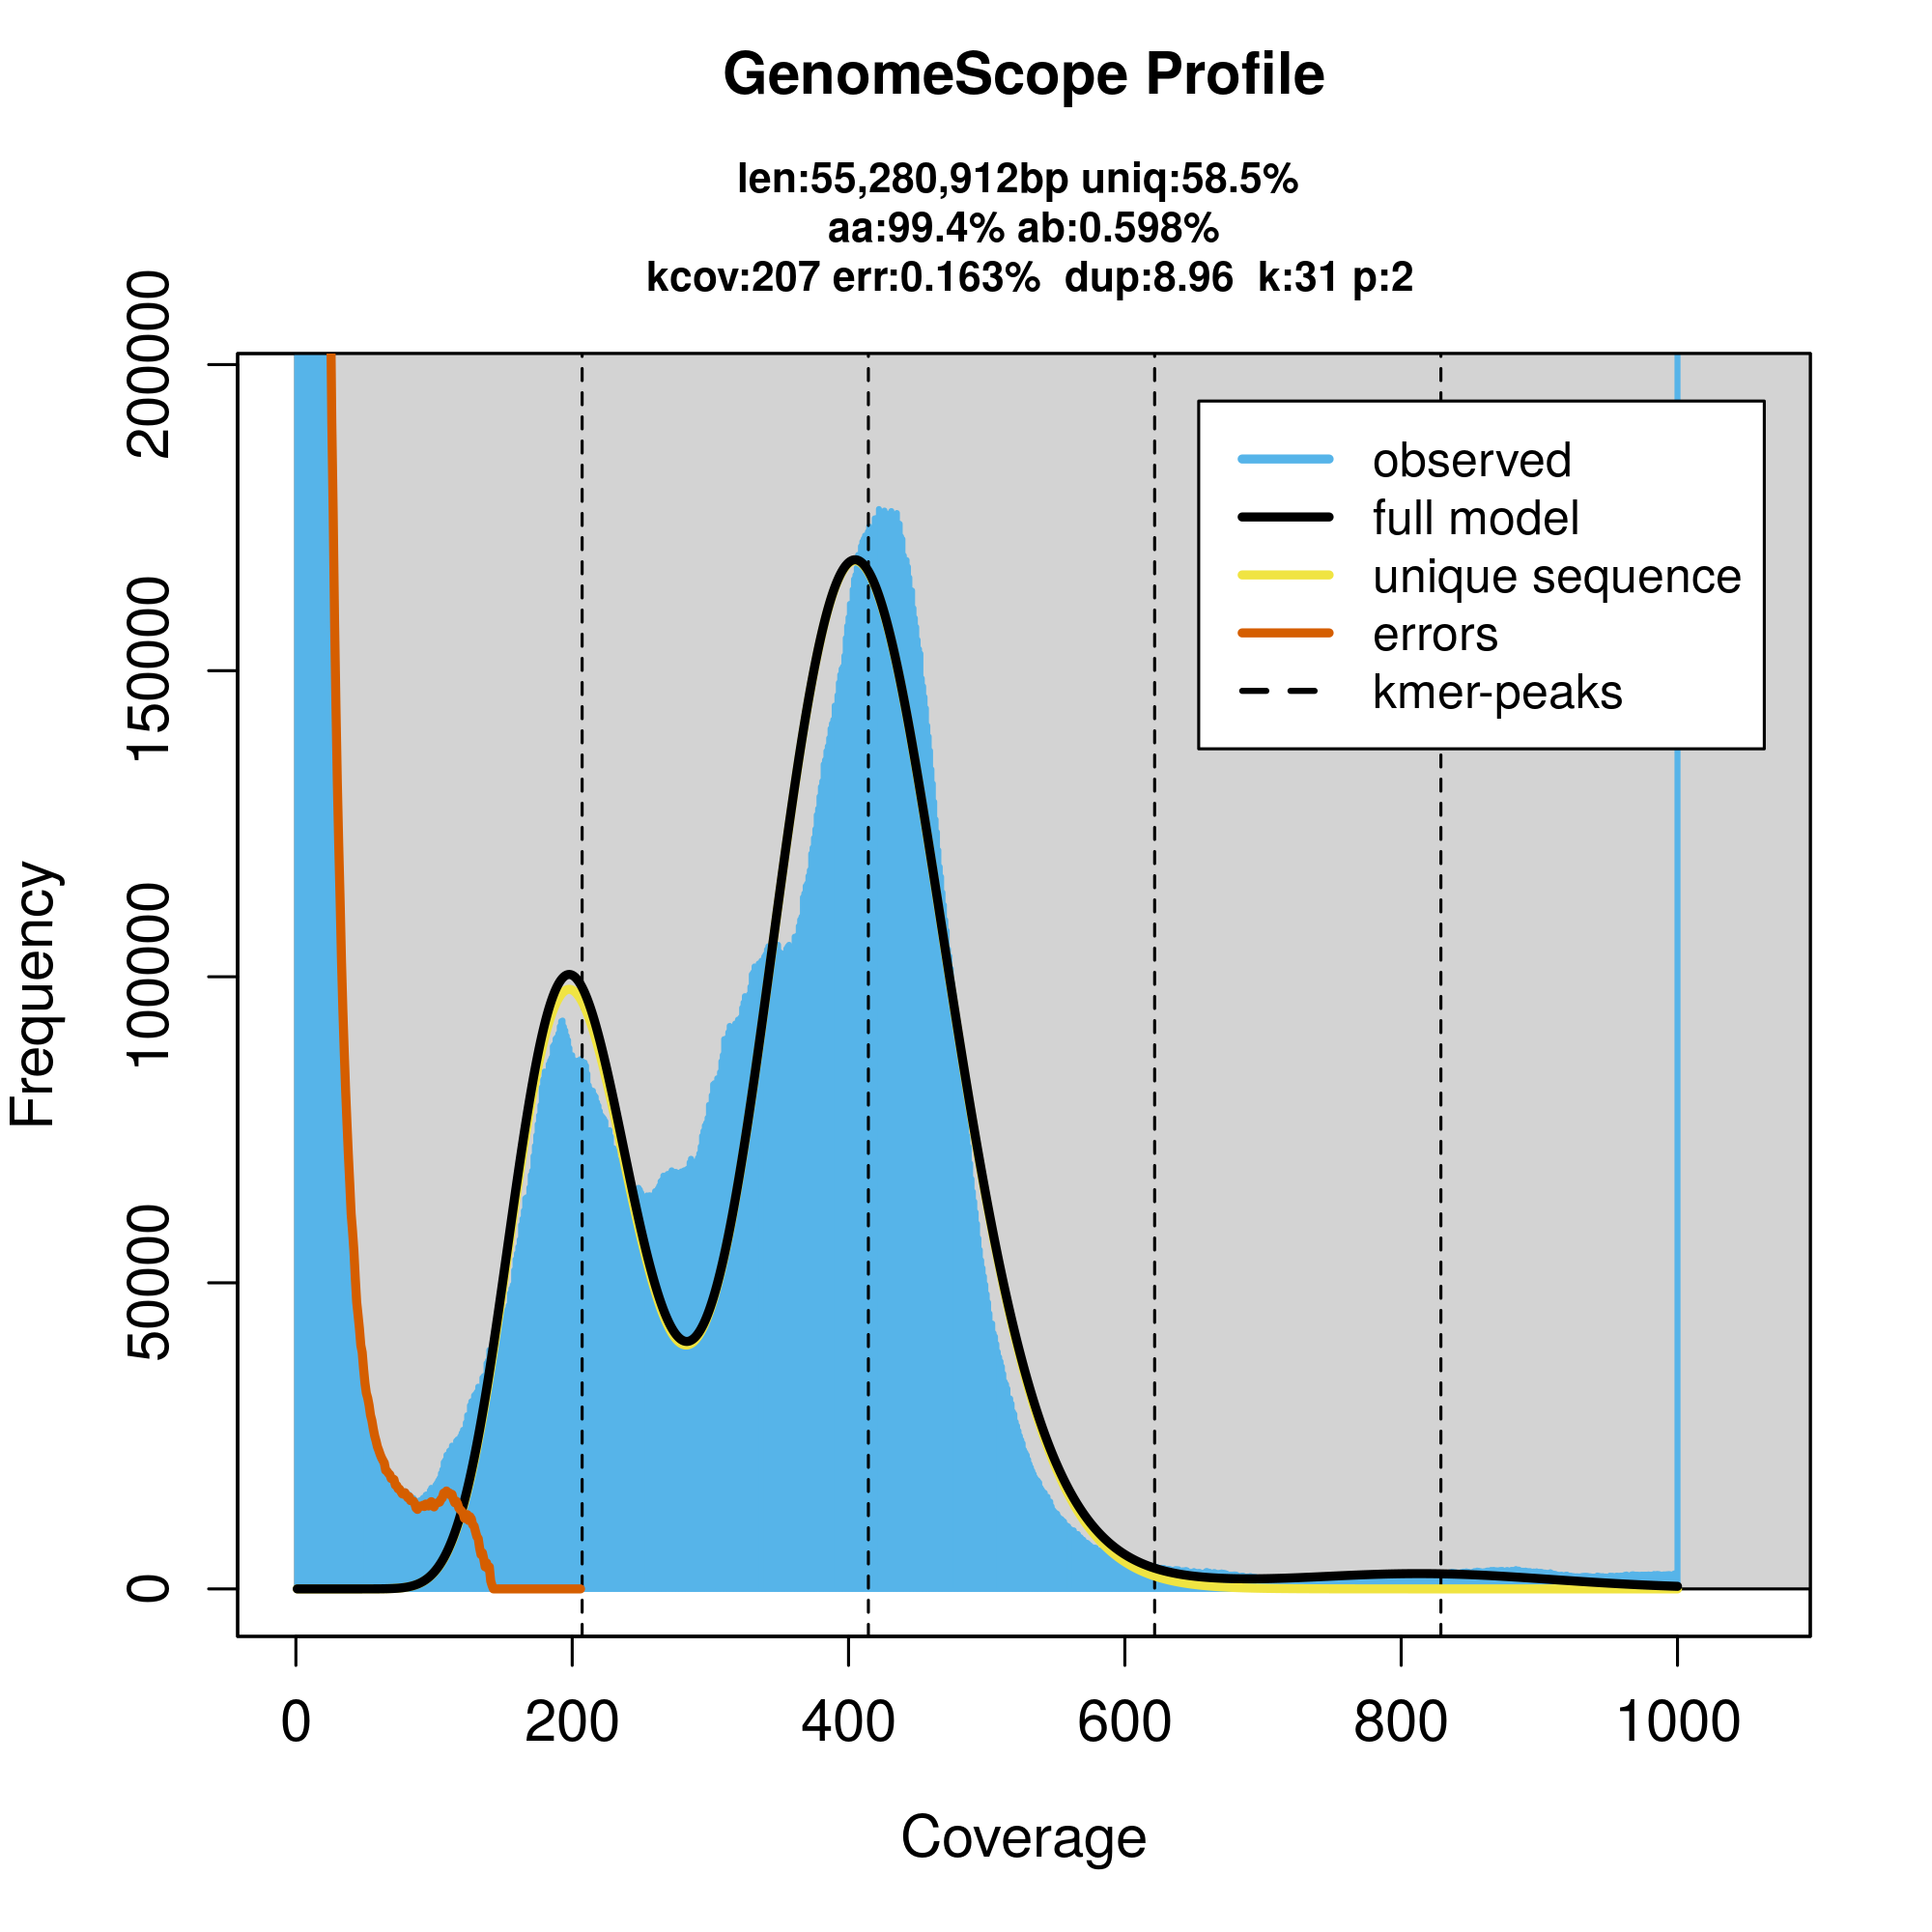 GenomeScope Profile
len:55,280,912bp uniq:58.5%
aa:99.4% ab:0.598%
kcov:207 err:0.163%  dup:8.96  k:31 p:2
Frequency
200000
150000
100000
50000
0
observed
full model
unique sequence
errors
kmer-peaks
0 200 400 600 800 1000
Coverage